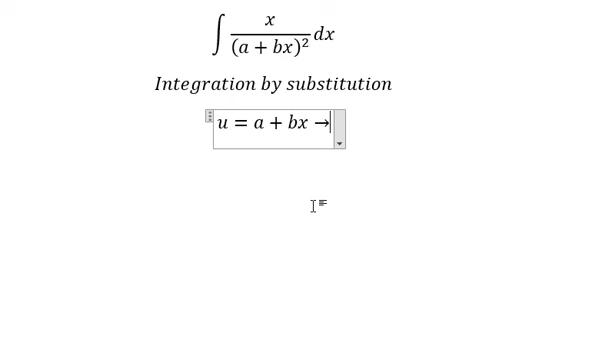 ∫ x/(a + bx)² dx
Integration by substitution
u = a + bx →